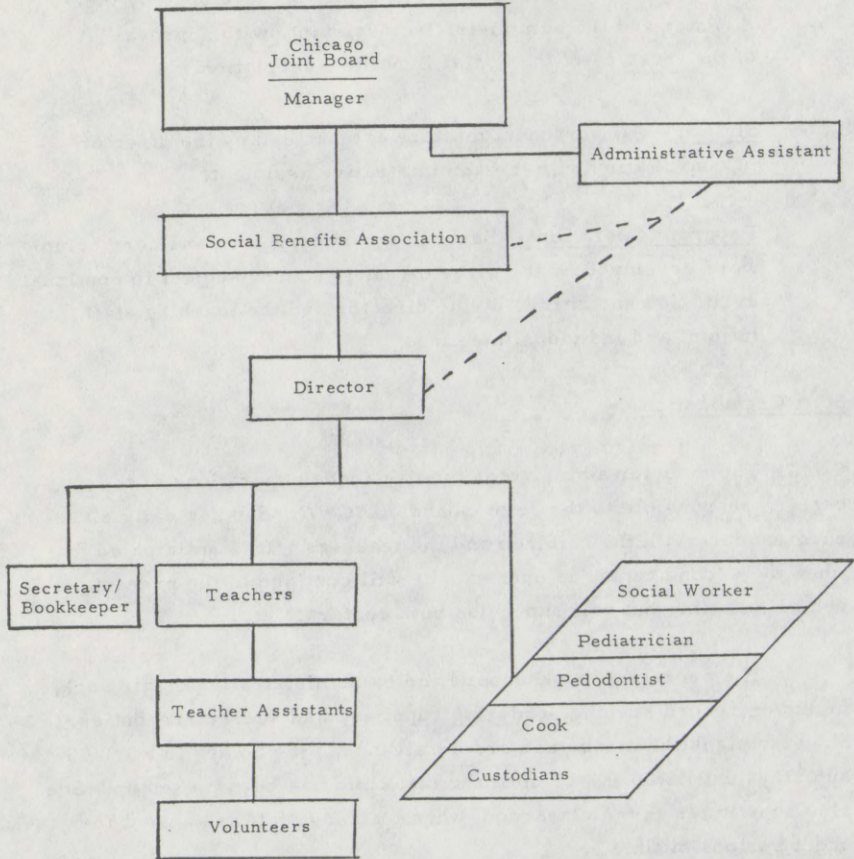 Chicago
Joint Board
Manager
Administrative Assistant
Social Benefits Association
Director
Secretary/
Bookkeeper
Teachers
Social Worker
Pediatrician
Pedodontist
Teacher Assistants
Cook
Custodians
Volunteers